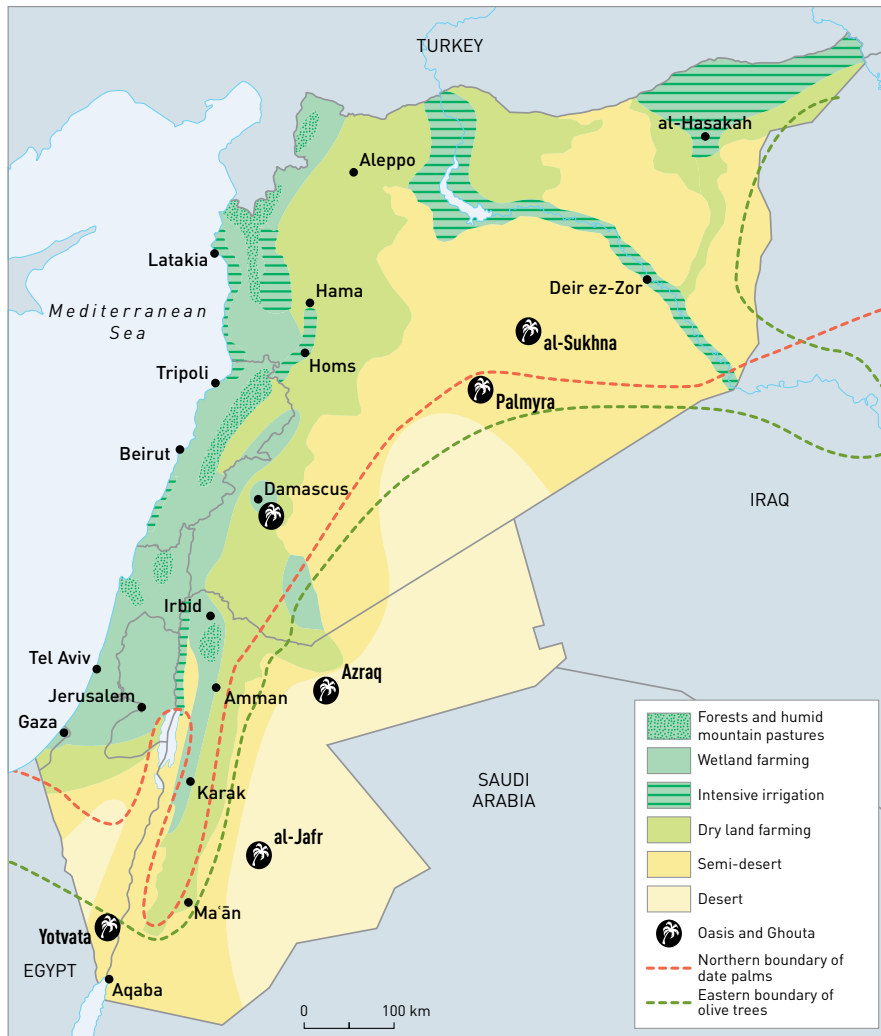 TURKEY
al-Hasakah
Aleppo
Latakia
Deir ez-Zor
Hama
Mediterranean
Sea
al-Sukhna
Homs
Tripoli
Palmyra
Beirut
Damascus
IRAQ
Irbid
Tel Aviv
Azraq
Jerusalem
Amman
Gaza
SAUDI
ARABIA
Karak
al-Jafr
Maʿān
Yotvata
EGYPT
Aqaba
0 100 km
Forests and humid
mountain pastures
Wetland farming
Intensive irrigation
Dry land farming
Semi-desert
Desert
Oasis and Ghouta
Northern boundary of
date palms
Eastern boundary of
olive trees